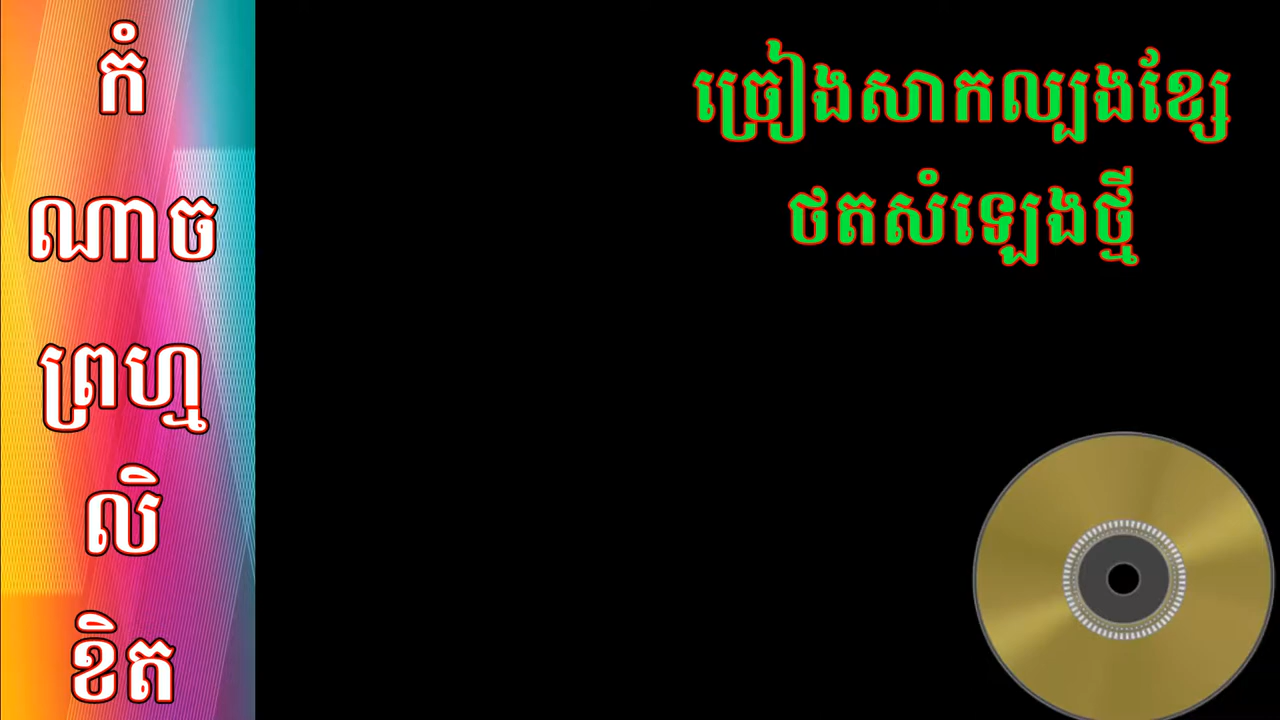 កំ
ណាច
ព្រហ្ម
លិ
ខិត
ច្រៀងសាកល្បងខ្សែ
ថតសំឡេងថ្មី